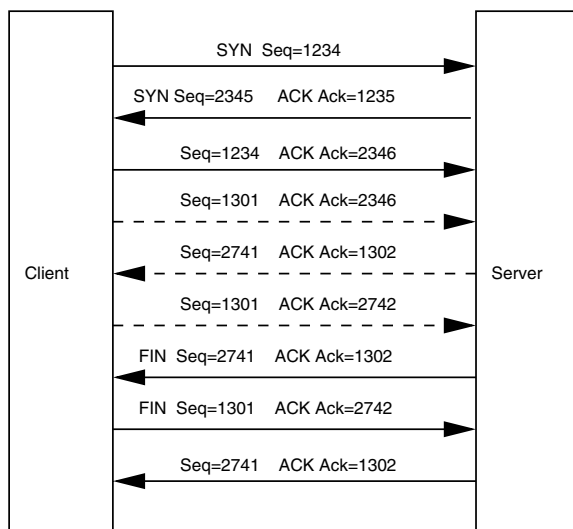 SYN Seq=1234
SYN Seq=2345 ACK Ack=1235
Seq=1234 ACK Ack=2346
Seq=1301 ACK Ack=2346
Seq=2741 ACK Ack=1302
Client
Server
Seq=1301 ACK Ack=2742
FIN Seq=2741 ACK Ack=1302
FIN Seq=1301 ACK Ack=2742
Seq=2741 ACK Ack=1302